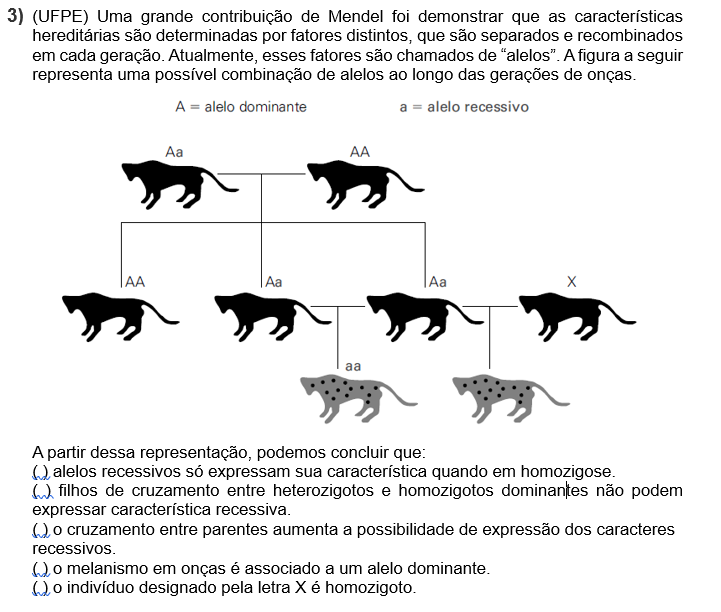 3) (UFPE) Uma grande contribuição de Mendel foi demonstrar que as características
hereditárias são determinadas por fatores distintos, que são separados e recombinados
em cada geração. Atualmente, esses fatores são chamados de “alelos”. A figura a seguir
representa uma possível combinação de alelos ao longo das gerações de onças.
A = alelo dominante a = alelo recessivo
Aa AA
AA Aa Aa X
aa
A partir dessa representação, podemos concluir que:
( ) alelos recessivos só expressam sua característica quando em homozigose.
( ) filhos de cruzamento entre heterozigotos e homozigotos dominantes não podem
expressar característica recessiva.
( ) o cruzamento entre parentes aumenta a possibilidade de expressão dos caracteres
recessivos.
( ) o melanismo em onças é associado a um alelo dominante.
( ) o indivíduo designado pela letra X é homozigoto.